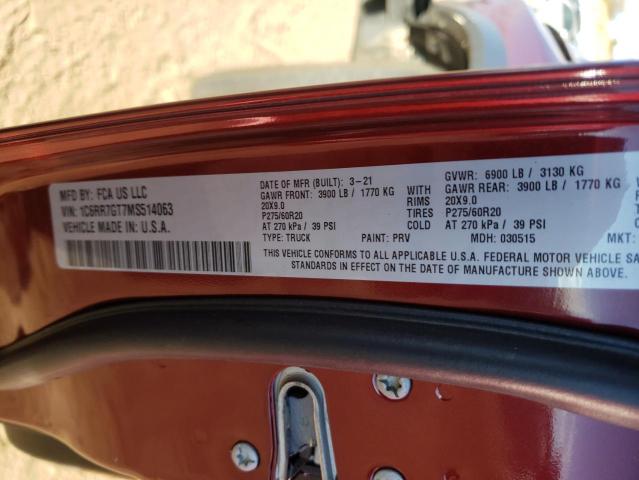 MFD BY: FCA US LLC
VIN: 1C6RR7GT7MS514063
VEHICLE MADE IN: U.S.A.
DATE OF MFR (BUILT): 3-21 GVWR: 6900 LB / 3130 KG
GAWR FRONT: 3900 LB / 1770 KG WITH GAWR REAR: 3900 LB / 1770 KG
20X9.0 RIMS 20X9.0
P275/60R20 TIRES P275/60R20
AT 270 kPa / 39 PSI COLD AT 270 kPa / 39 PSI
TYPE: TRUCK PAINT: PRV MDH: 030515 MKT:
THIS VEHICLE CONFORMS TO ALL APPLICABLE U.S.A. FEDERAL MOTOR VEHICLE SA
STANDARDS IN EFFECT ON THE DATE OF MANUFACTURE SHOWN ABOVE.